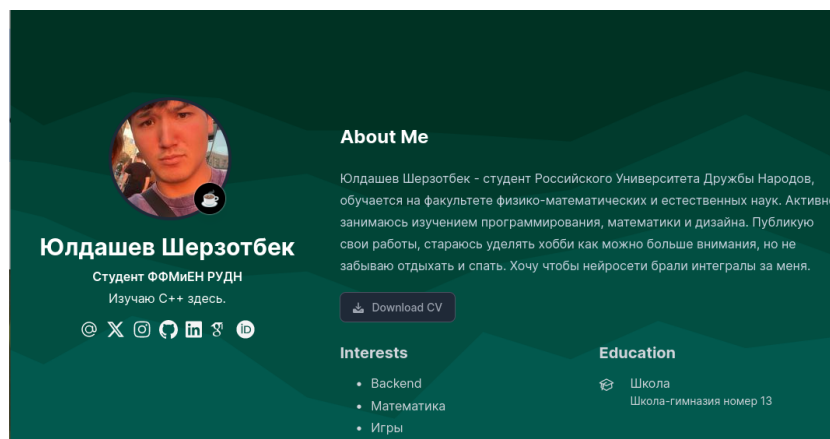 Юлдашев Шерзотбек
Студент ФФМиЕН РУДН
Изучаю C++ здесь.
About Me
Юлдашев Шерзотбек - студент Российского Университета Дружбы Народов,
обучается на факультете физико-математических и естественных наук. Активно
занимаюсь изучением программирования, математики и дизайна. Публикую
свои работы, стараюсь уделять хобби как можно больше внимания, но не
забываю отдыхать и спать. Хочу чтобы нейросети брали интегралы за меня.
Download CV
Interests
• Backend
• Математика
• Игры
Education
Школа
Школа-гимназия номер 13